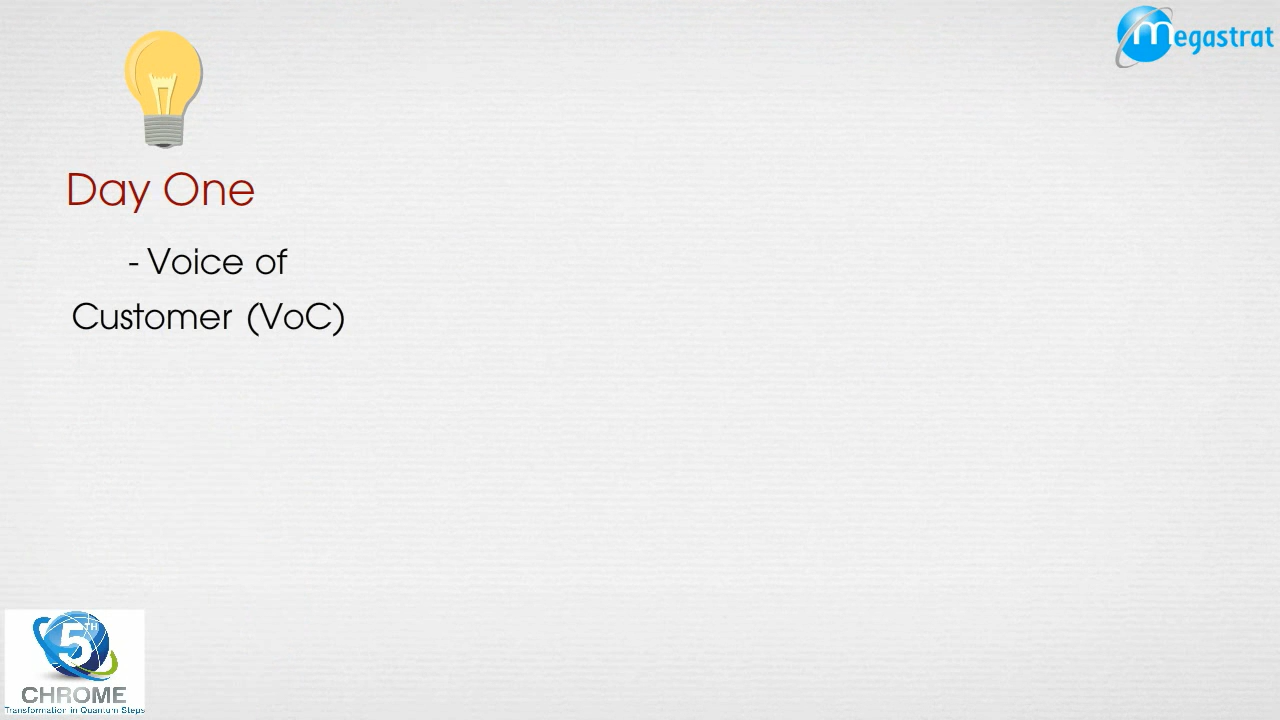 megastrat
Day One
- Voice of
Customer (VoC)
5TH
CHROME
Transformation in Quantum Steps